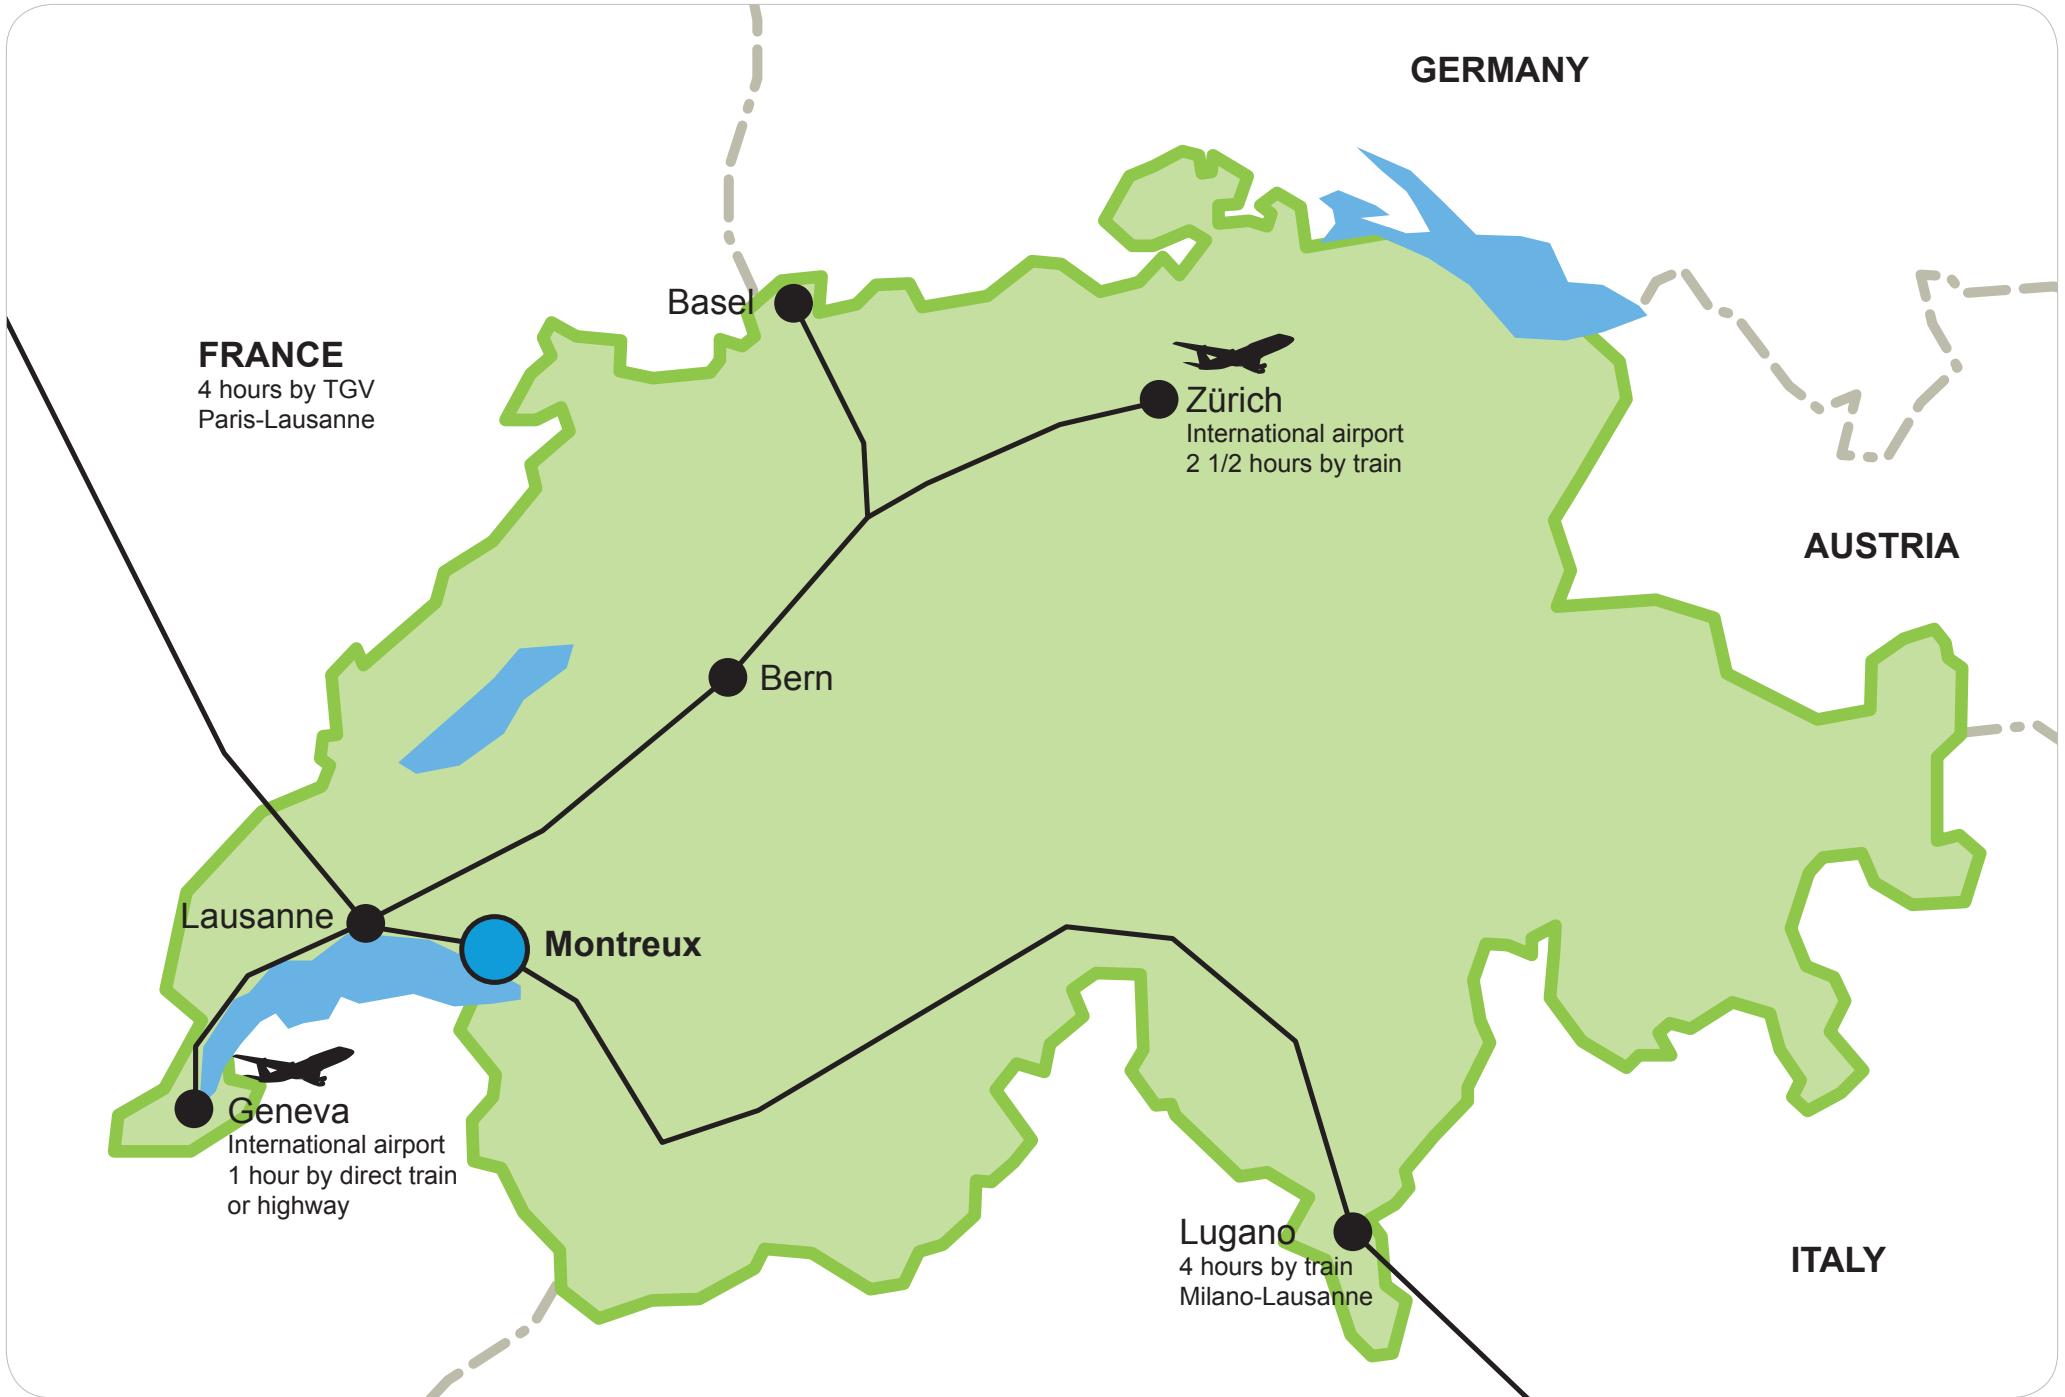 GERMANY
Basel
FRANCE
4 hours by TGV
Paris-Lausanne
Zürich
International airport
2 1/2 hours by train
AUSTRIA
Bern
Lausanne
Montreux
Geneva
International airport
1 hour by direct train
or highway
Lugano
4 hours by train
Milano-Lausanne
ITALY